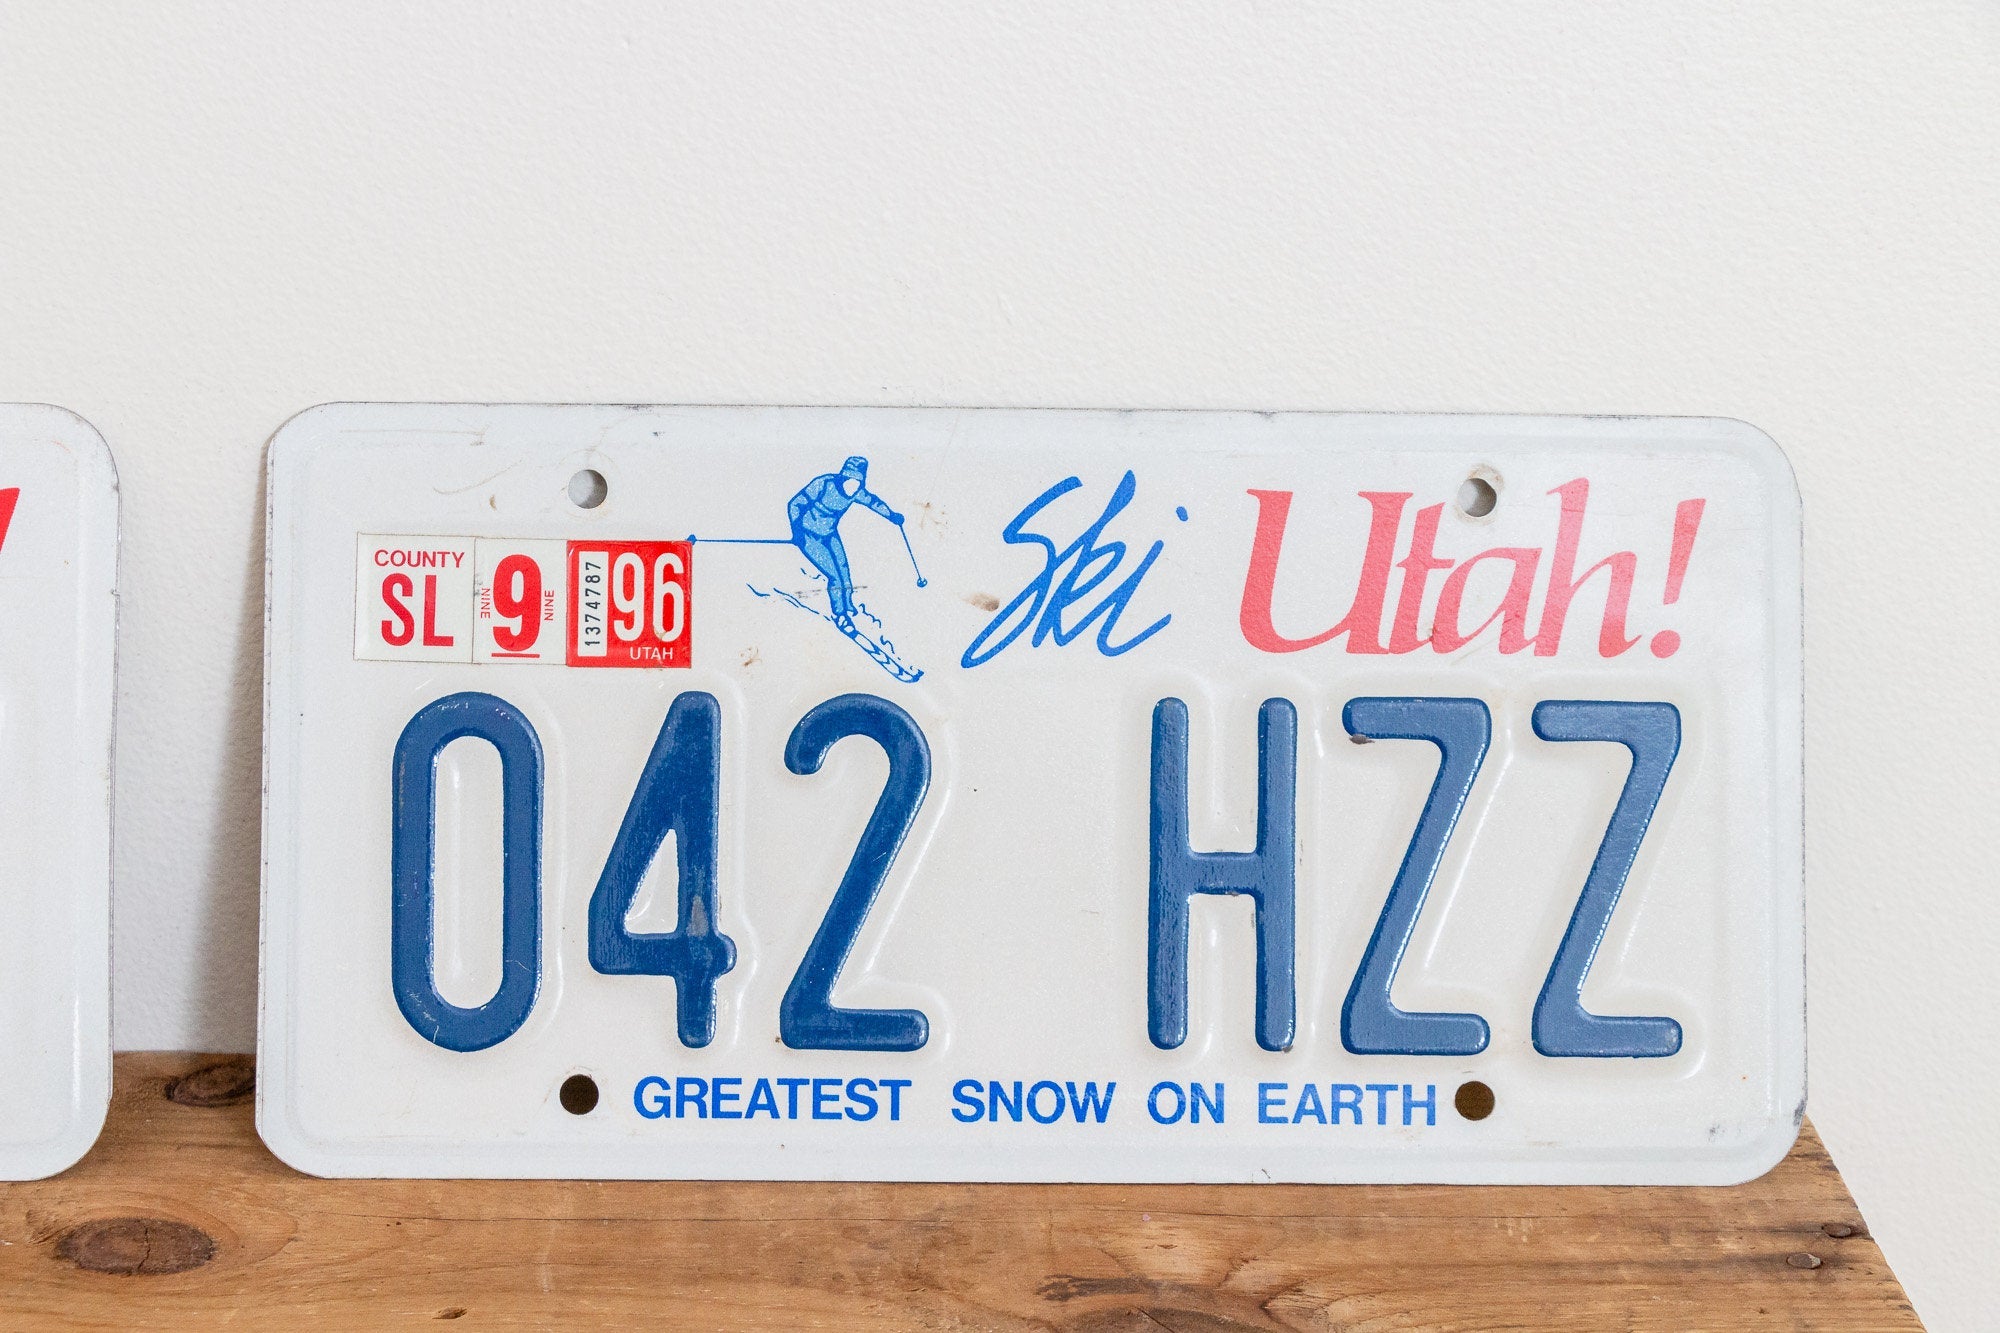 Ski Utah!
COUNTY SL
NINE 9 NINE
1374787 96
UTAH
042 HZZ
GREATEST SNOW ON EARTH